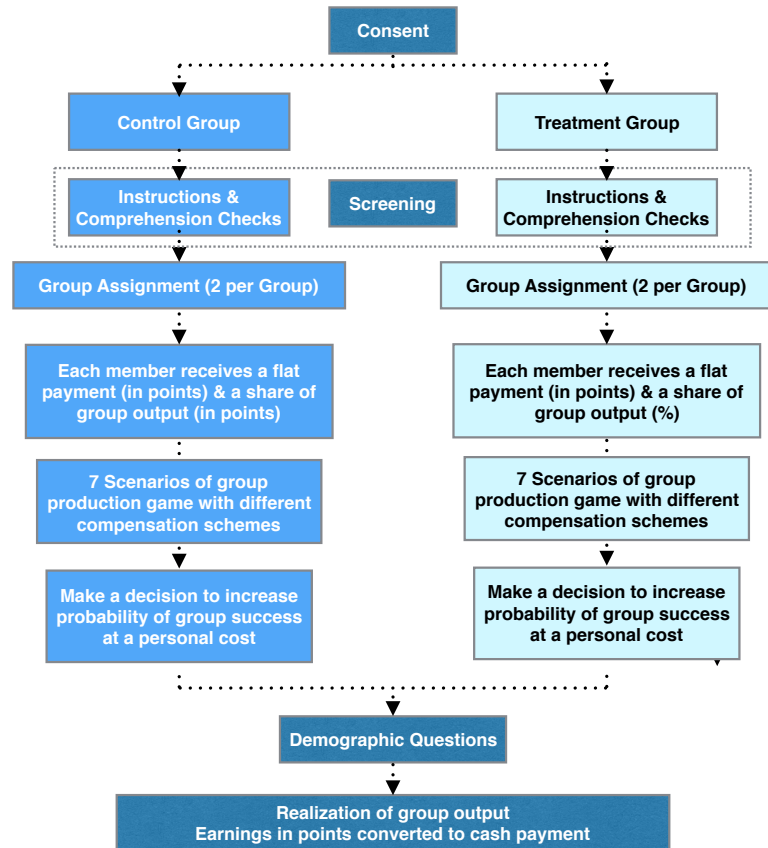 Consent
Control Group
Treatment Group
Instructions &
Comprehension Checks
Screening
Instructions &
Comprehension Checks
Group Assignment (2 per Group)
Group Assignment (2 per Group)
Each member receives a flat
payment (in points) & a share of
group output (in points)
Each member receives a flat
payment (in points) & a share of
group output (%)
7 Scenarios of group
production game with different
compensation schemes
7 Scenarios of group
production game with different
compensation schemes
Make a decision to increase
probability of group success
at a personal cost
Make a decision to increase
probability of group success
at a personal cost
Demographic Questions
Realization of group output
Earnings in points converted to cash payment